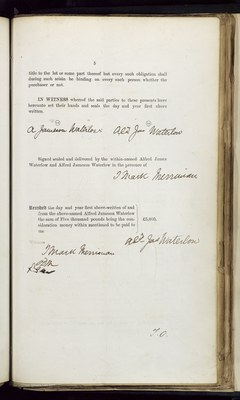 3
title in the lot or some part thereof but every such obligation shall
during such seisin be binding on every such person whether the
purchaser or not.
IN WITNESS whereof the said parties to these presents have
hereunto set their hands and seals the day and year first above
written.
A Jameson Waterlow Alfd Jas Waterlow
Signed sealed and delivered by the within-named Alfred James
Waterlow and Alfred Jameson Waterlow in the presence of
J Mark Merriman
Received the day and year first above-written of and
from the above-named Alfred Jameson Waterlow
the sum of Five thousand pounds being the con-
sideration money within mentioned to be paid to
me
£5,000.
Alfd Jas Waterlow
J Mark Merriman